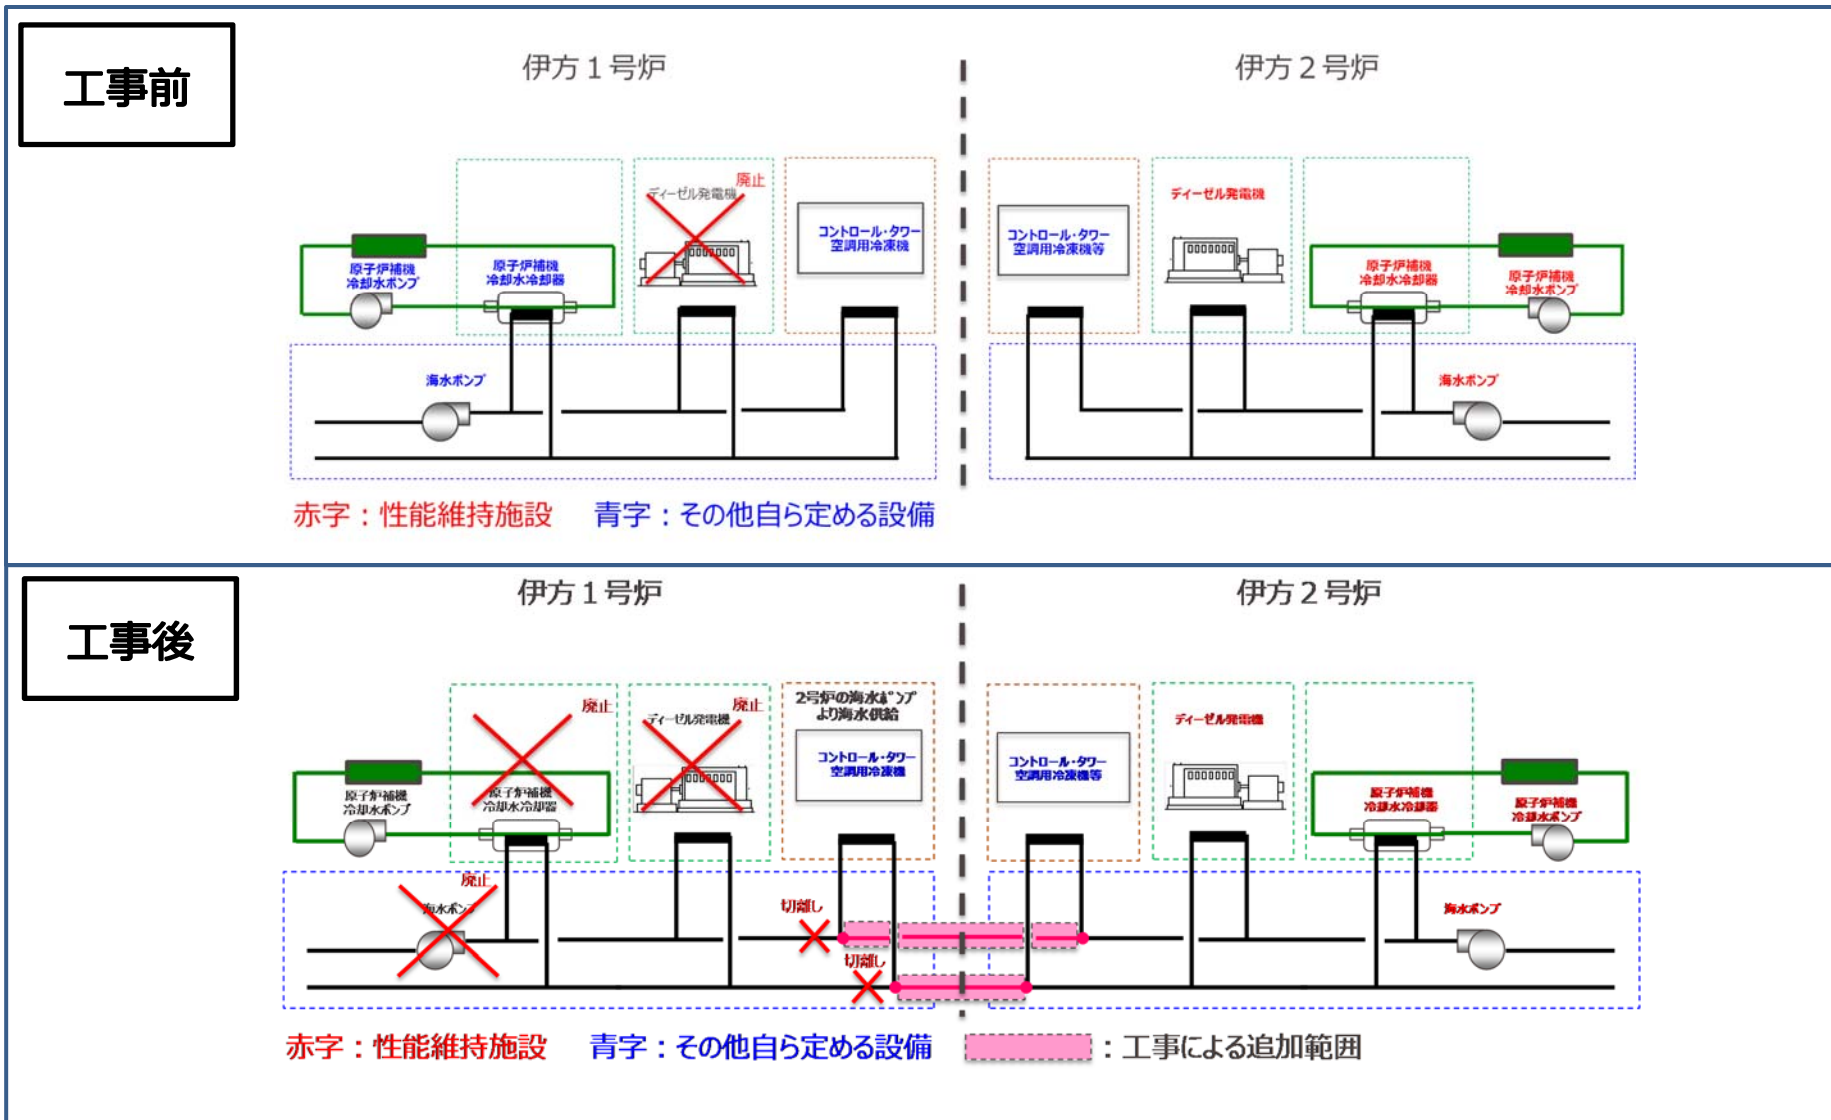 工事前
伊方１号炉
伊方２号炉
廃止
ディーゼル発電機
コントロール・タワー
空調用冷凍機
原子炉補機
冷却水ポンプ
原子炉補機
冷却水冷却器
海水ポンプ
コントロール・タワー
空調用冷凍機等
ディーゼル発電機
原子炉補機
冷却水冷却器
原子炉補機
冷却水ポンプ
海水ポンプ
赤字：性能維持施設
青字：その他自ら定める設備
工事後
伊方１号炉
伊方２号炉
廃止
原子炉補機
冷却水ポンプ
原子炉補機
冷却水冷却器
廃止
ディーゼル発電機
2号炉の海水ポンプ
より海水供給
コントロール・タワー
空調用冷凍機
廃止
海水ポンプ
切離し
切離し
コントロール・タワー
空調用冷凍機等
ディーゼル発電機
原子炉補機
冷却水冷却器
原子炉補機
冷却水ポンプ
海水ポンプ
赤字：性能維持施設
青字：その他自ら定める設備
：工事による追加範囲